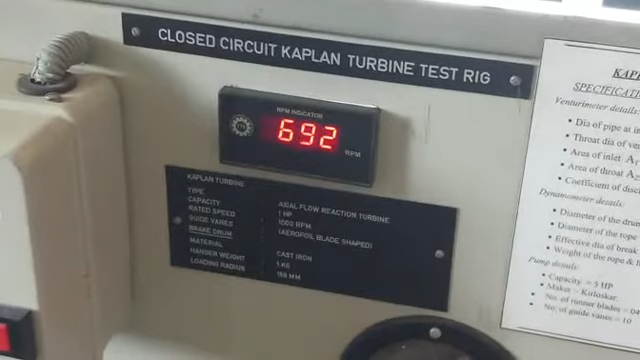 CLOSED CIRCUIT KAPLAN TURBINE TEST RIG
RPM INDICATOR
692
RPM
KAPLAN TURBINE
TYPE : AXIAL FLOW REACTION TURBINE
CAPACITY : 1 HP
RATED SPEED : 1000 RPM
GUIDE VANES : (AEROFOIL BLADE SHAPED)
BRAKE DRUM
MATERIAL : CAST IRON
HANGER WEIGHT : 1 KG
LOADING RADIUS : 158 MM
SPECIFICATI
Venturimeter details:
• Dia of pipe at in
• Throat dia of ven
• Area of inlet A
• Area of throat A
• Coefficient of dis
Dynamometer details:
• Diameter of the drum
• Diameter of the rope
• Effective dia of break
• Weight of the rope & h
Pump details:
• Capacity = 5 HP
• Maker :- Kirloskar.
• No. of runner blades = 04
• No. of guide vanes = 10